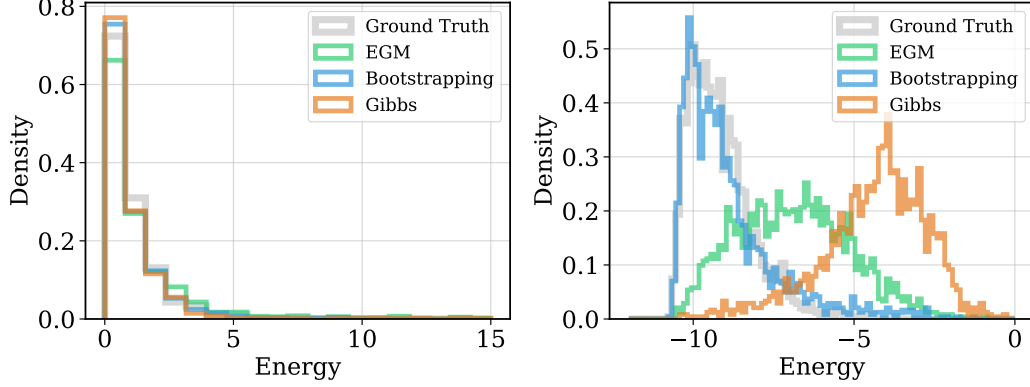 0.8
0.6
0.4
0.2
0.0
Density
Ground Truth
EGM
Bootstrapping
Gibbs
0
5
10
15
Energy
0.5
0.4
0.3
0.2
0.1
0.0
Density
Ground Truth
EGM
Bootstrapping
Gibbs
−10
−5
0
Energy